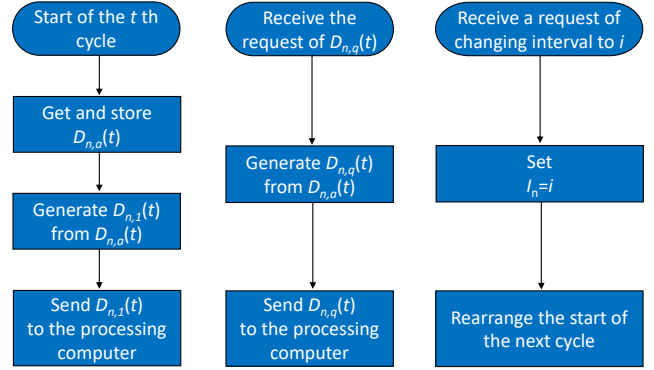 Start of the t th
cycle
Get and store
Dn,a(t)
Generate Dn,1(t)
from Dn,a(t)
Send Dn,1(t)
to the processing
computer
Receive the
request of Dn,q(t)
Generate Dn,q(t)
from Dn,a(t)
Send Dn,q(t)
to the processing
computer
Receive a request of
changing interval to i
Set
In=i
Rearrange the start of
the next cycle